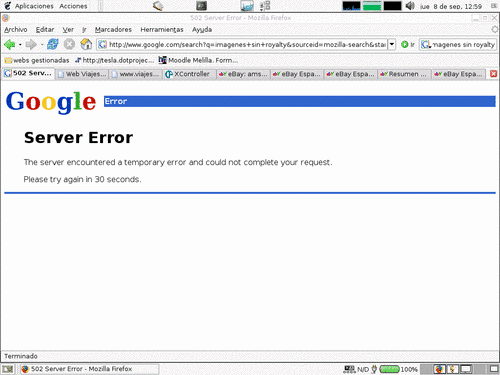 Aplicaciones Acciones
jue 8 de sep, 12:59
502 Server Error - Mozilla Firefox
Archivo Editar Ver Ir Marcadores Herramientas Ayuda
http://www.google.com/search?q=imagenes+sin+royalty&sourceid=mozilla-search&star
Ir
magenes sin royalty
webs gestionadas http://tesla.dotprojec... Moodle Melilla. Form...
502 Serv... Web Viajes... www.viajes... XController eBay: ams... eBay Espa... eBay Espa... Resumen ... eBay Espa...
Google Error
Server Error
The server encountered a temporary error and could not complete your request.
Please try again in 30 seconds.
Terminado
502 Server Error - Mozilla Firefox
N/D 100%